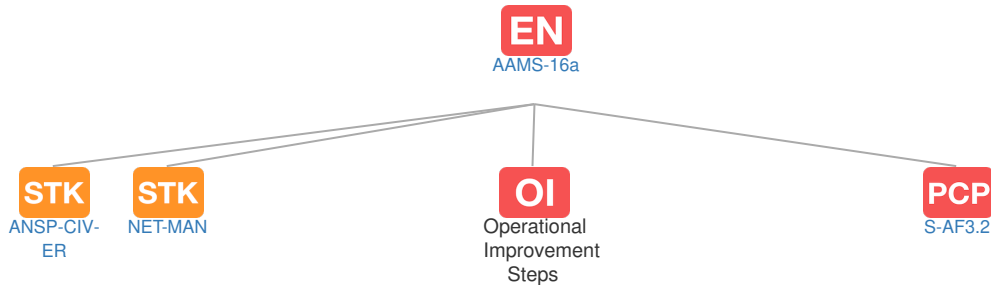 EN
AAMS-16a
STK
STK
OI
PCP
ANSP-CIV-
ER
NET-MAN
Operational
Improvement
Steps
S-AF3.2